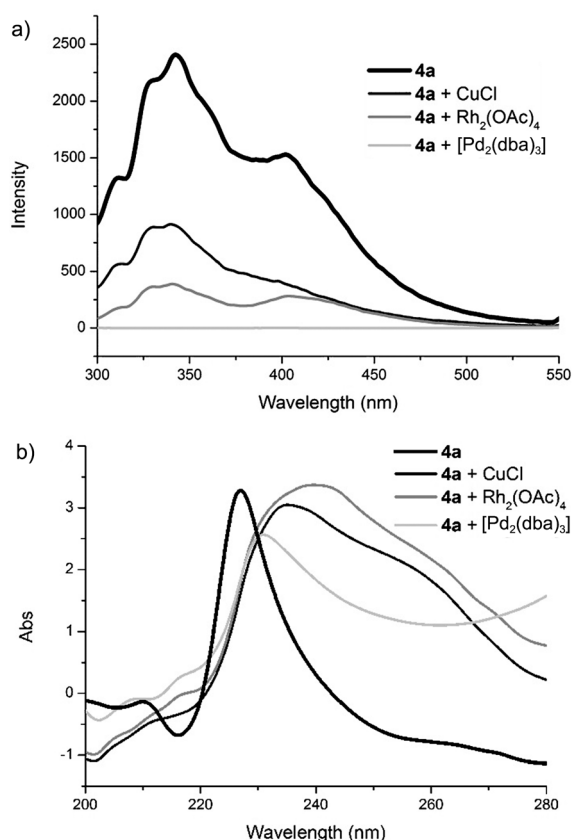 a)
2500
2000
1500
1000
500
0
Intensity
4a
4a + CuCl
4a + Rh₂(OAc)₄
4a + [Pd₂(dba)₃]
300 350 400 450 500 550
Wavelength (nm)
b)
4
3
2
1
0
-1
Abs
4a
4a + CuCl
4a + Rh₂(OAc)₄
4a + [Pd₂(dba)₃]
200 220 240 260 280
Wavelength (nm)